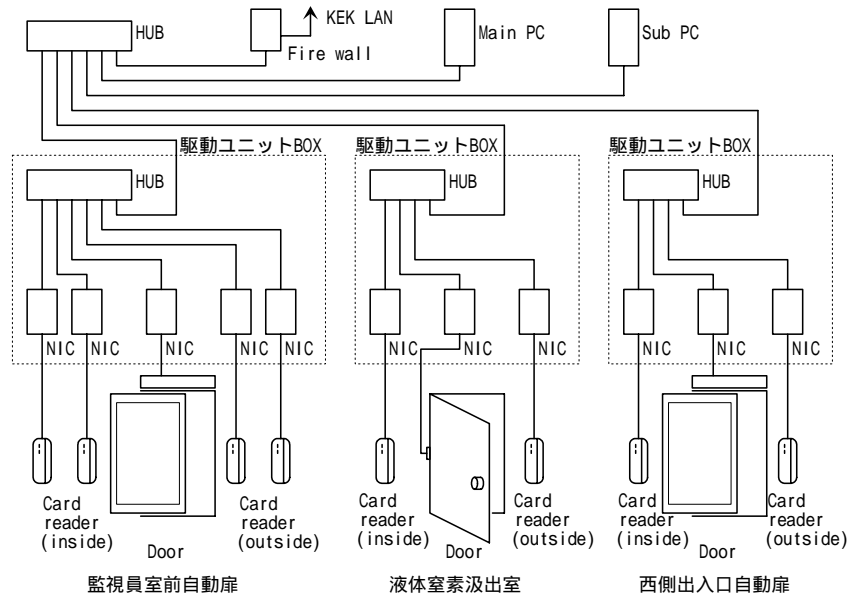 HUB
KEK LAN
Fire wall
Main PC
Sub PC
駆動ユニットBOX
駆動ユニットBOX
駆動ユニットBOX
HUB
HUB
HUB
NIC
NIC
NIC
NIC
NIC
NIC
NIC
NIC
NIC
NIC
NIC
Card
reader
(inside)
Door
Card
reader
(outside)
Card
reader
(inside)
Door
Card
reader
(outside)
Card
reader
(inside)
Door
Card
reader
(outside)
監視員室前自動扉
液体窒素汲出室
西側出入口自動扉